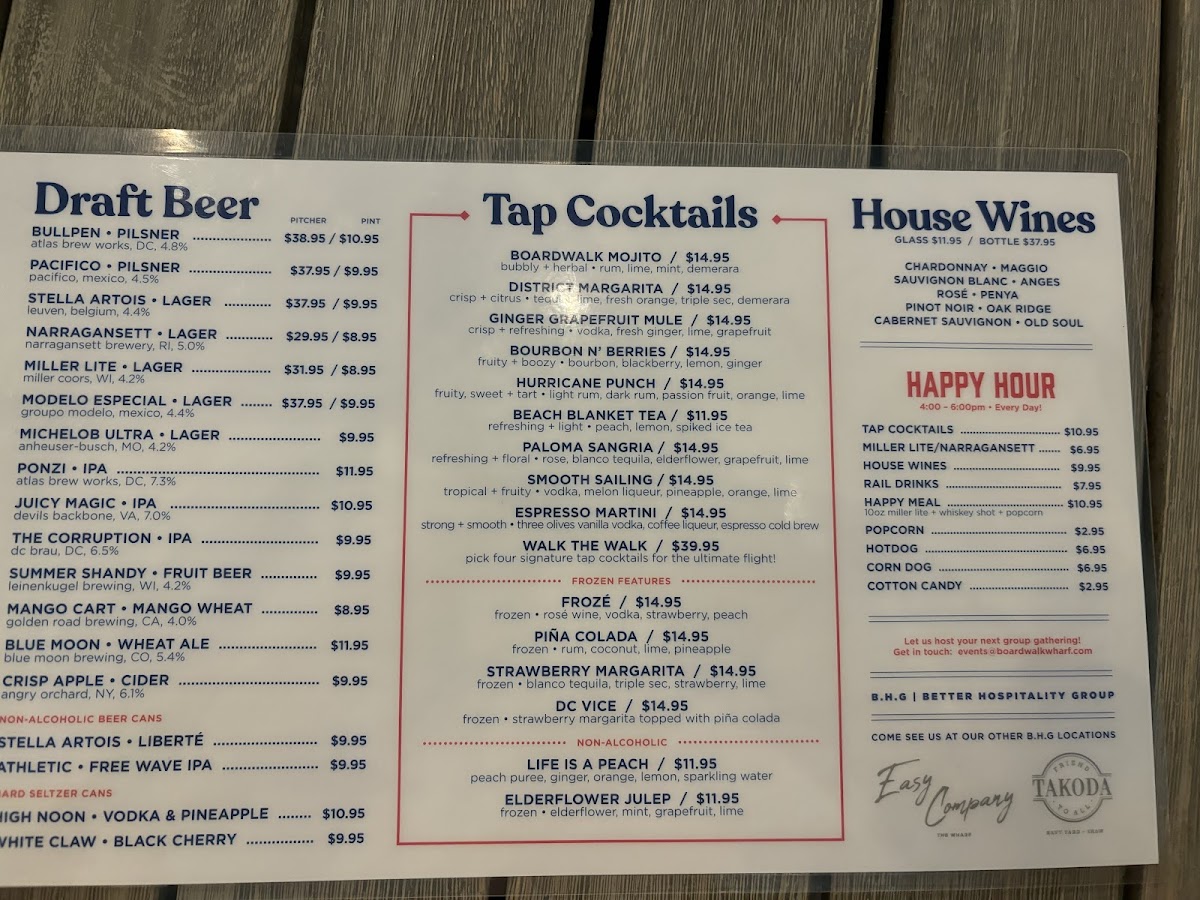 Draft Beer
PITCHER PINT
BULLPEN • PILSNER $38.95 / $10.95
atlas brew works, DC, 4.8%
PACIFICO • PILSNER $37.95 / $9.95
pacifico, mexico, 4.5%
STELLA ARTOIS • LAGER $37.95 / $9.95
leuven, belgium, 4.4%
NARRAGANSETT • LAGER $29.95 / $8.95
narragansett brewery, RI, 5.0%
MILLER LITE • LAGER $31.95 / $8.95
miller coors, WI, 4.2%
MODELO ESPECIAL • LAGER $37.95 / $9.95
groupo modelo, mexico, 4.4%
MICHELOB ULTRA • LAGER $9.95
anheuser-busch, MO, 4.2%
PONZI • IPA $11.95
atlas brew works, DC, 7.3%
JUICY MAGIC • IPA $10.95
devils backbone, VA, 7.0%
THE CORRUPTION • IPA $9.95
dc brau, DC, 6.5%
SUMMER SHANDY • FRUIT BEER $9.95
leinenkugel brewing, WI, 4.2%
MANGO CART • MANGO WHEAT $8.95
golden road brewing, CA, 4.0%
BLUE MOON • WHEAT ALE $11.95
blue moon brewing, CO, 5.4%
CRISP APPLE • CIDER $9.95
angry orchard, NY, 6.1%
NON-ALCOHOLIC BEER CANS
STELLA ARTOIS • LIBERTÉ $9.95
ATHLETIC • FREE WAVE IPA $9.95
HARD SELTZER CANS
HIGH NOON • VODKA & PINEAPPLE $10.95
WHITE CLAW • BLACK CHERRY $9.95
Tap Cocktails
BOARDWALK MOJITO / $14.95
bubbly + herbal • rum, lime, mint, demerara
DISTRICT MARGARITA / $14.95
crisp + citrus • tequila, lime, fresh orange, triple sec, demerara
GINGER GRAPEFRUIT MULE / $14.95
crisp + refreshing • vodka, fresh ginger, lime, grapefruit
BOURBON N' BERRIES / $14.95
fruity + boozy • bourbon, blackberry, lemon, ginger
HURRICANE PUNCH / $14.95
fruity, sweet + tart • light rum, dark rum, passion fruit, orange, lime
BEACH BLANKET TEA / $11.95
refreshing + light • peach, lemon, spiked ice tea
PALOMA SANGRIA / $14.95
refreshing + floral • rose, blanco tequila, elderflower, grapefruit, lime
SMOOTH SAILING / $14.95
tropical + fruity • vodka, melon liqueur, pineapple, orange, lime
ESPRESSO MARTINI / $14.95
strong + smooth • three olives vanilla vodka, coffee liqueur, espresso cold brew
WALK THE WALK / $39.95
pick four signature tap cocktails for the ultimate flight!
FROZEN FEATURES
FROZÉ / $14.95
frozen • rosé wine, vodka, strawberry, peach
PIÑA COLADA / $14.95
frozen • rum, coconut, lime, pineapple
STRAWBERRY MARGARITA / $14.95
frozen • blanco tequila, triple sec, strawberry, lime
DC VICE / $14.95
frozen • strawberry margarita topped with piña colada
NON-ALCOHOLIC
LIFE IS A PEACH / $11.95
peach puree, ginger, orange, lemon, sparkling water
ELDERFLOWER JULEP / $11.95
frozen • elderflower, mint, grapefruit, lime
House Wines
GLASS $11.95 / BOTTLE $37.95
CHARDONNAY • MAGGIO
SAUVIGNON BLANC • ANGES
ROSÉ • PENYA
PINOT NOIR • OAK RIDGE
CABERNET SAUVIGNON • OLD SOUL
HAPPY HOUR
4:00 - 6:00pm • Every Day!
TAP COCKTAILS $10.95
MILLER LITE/NARRAGANSETT $6.95
HOUSE WINES $9.95
RAIL DRINKS $7.95
HAPPY MEAL $10.95
10oz miller lite + whiskey shot + popcorn
POPCORN $2.95
HOTDOG $6.95
CORN DOG $6.95
COTTON CANDY $2.95
Let us host your next group gathering!
Get in touch: events@boardwalkwharf.com
B.H.G | BETTER HOSPITALITY GROUP
COME SEE US AT OUR OTHER B.H.G LOCATIONS
Easy
Company
THE WHARF
FRIEND
TAKODA
TO ALL
NAVY YARD • SHAW